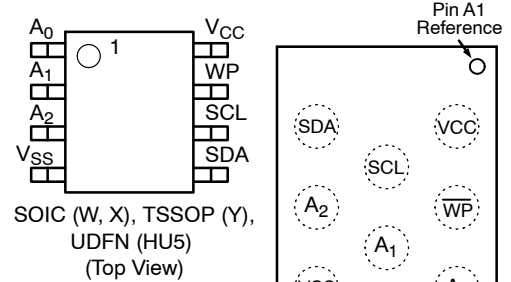 A0 VCC
1
A1 WP
A2 SCL
VSS SDA
SOIC (W, X), TSSOP (Y),
UDFN (HU5)
(Top View)
Pin A1
Reference
SDA VCC
SCL
A2 W̅P̅
A1